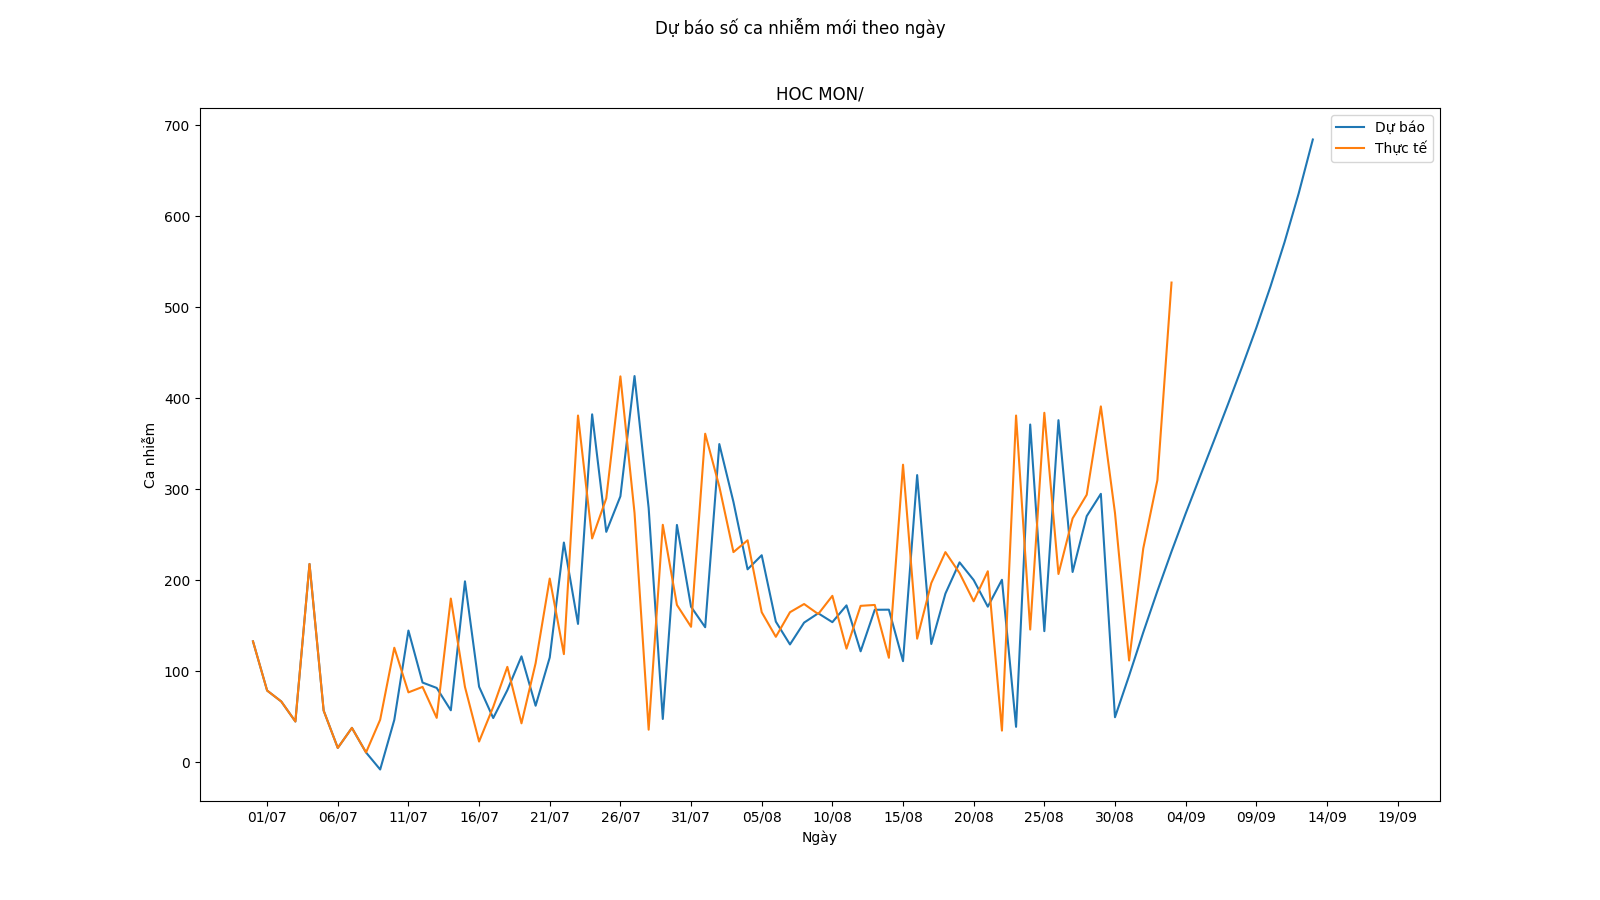 Dự báo số ca nhiễm mới theo ngày
HOC MON/
Dự báo
Thực tế
700
600
500
400
300
200
100
0
Ca nhiễm
01/07 06/07 11/07 16/07 21/07 26/07 31/07 05/08 10/08 15/08 20/08 25/08 30/08 04/09 09/09 14/09 19/09
Ngày